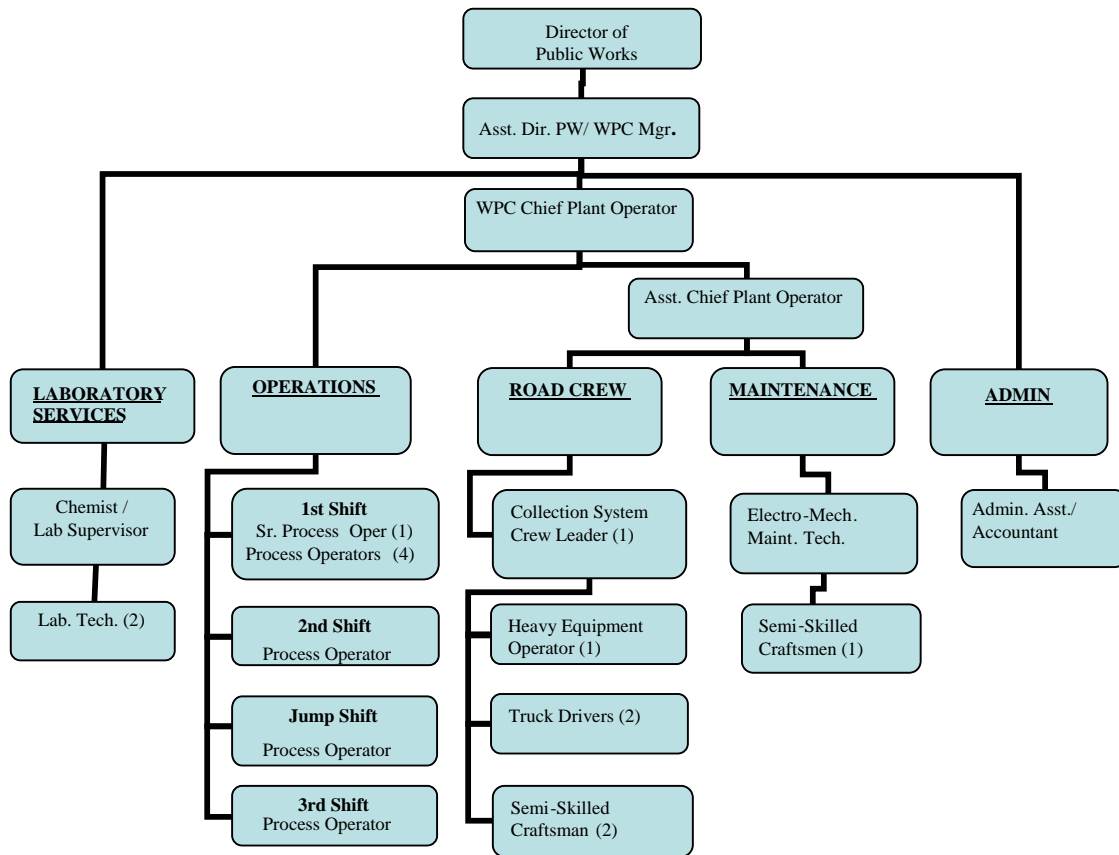 Director of
Public Works
Asst. Dir. PW/ WPC Mgr.
WPC Chief Plant Operator
Asst. Chief Plant Operator
LABORATORY
SERVICES
OPERATIONS
ROAD CREW
MAINTENANCE
ADMIN
Chemist /
Lab Supervisor
Lab. Tech. (2)
1st Shift
Sr. Process Oper (1)
Process Operators (4)
2nd Shift
Process Operator
Jump Shift
Process Operator
3rd Shift
Process Operator
Collection System
Crew Leader (1)
Heavy Equipment
Operator (1)
Truck Drivers (2)
Semi-Skilled
Craftsman (2)
Electro-Mech.
Maint. Tech.
Semi-Skilled
Craftsmen (1)
Admin. Asst./
Accountant